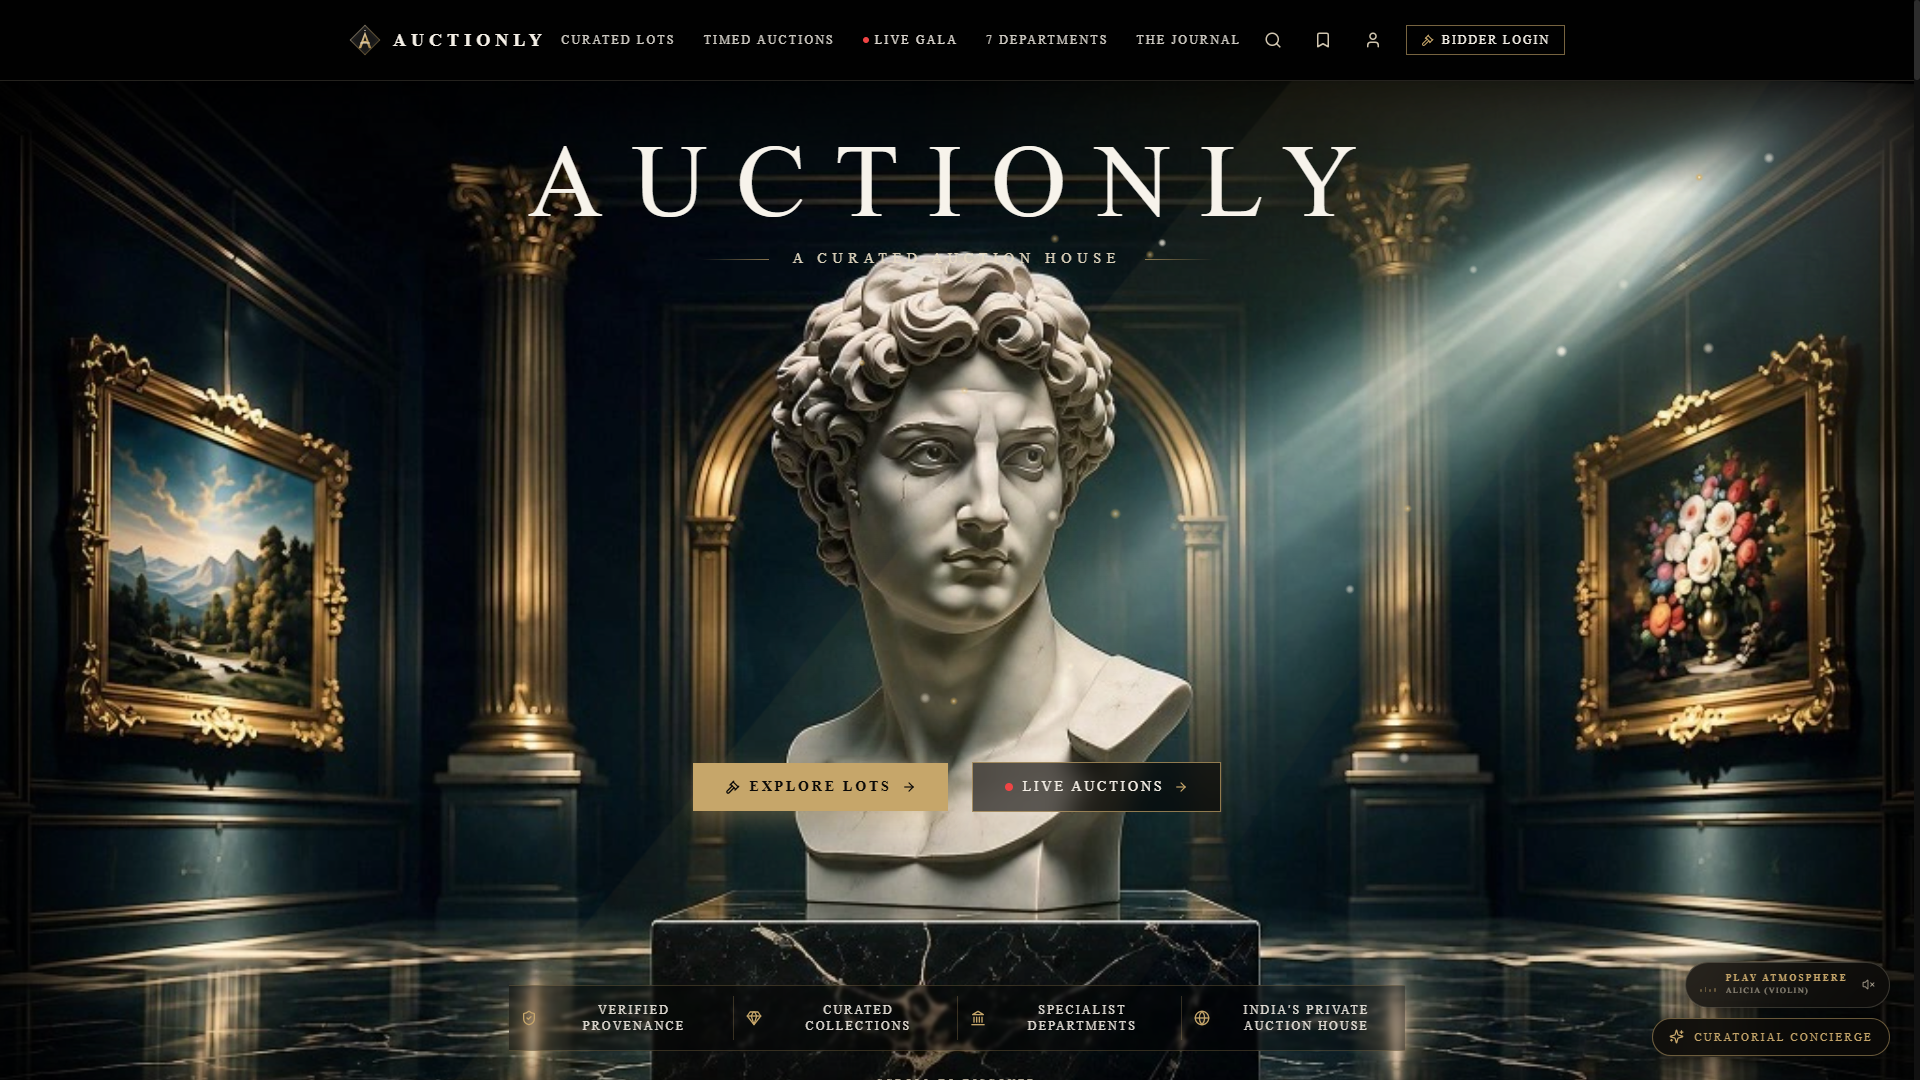 AUCTIONLY
CURATED LOTS
TIMED AUCTIONS
LIVE GALA
7 DEPARTMENTS
THE JOURNAL
BIDDER LOGIN
AUCTIONLY
A CURATED AUCTION HOUSE
EXPLORE LOTS
LIVE AUCTIONS
VERIFIED
PROVENANCE
CURATED
COLLECTIONS
SPECIALIST
DEPARTMENTS
INDIA'S PRIVATE
AUCTION HOUSE
PLAY ATMOSPHERE
ALICIA (VIOLIN)
CURATORIAL CONCIERGE